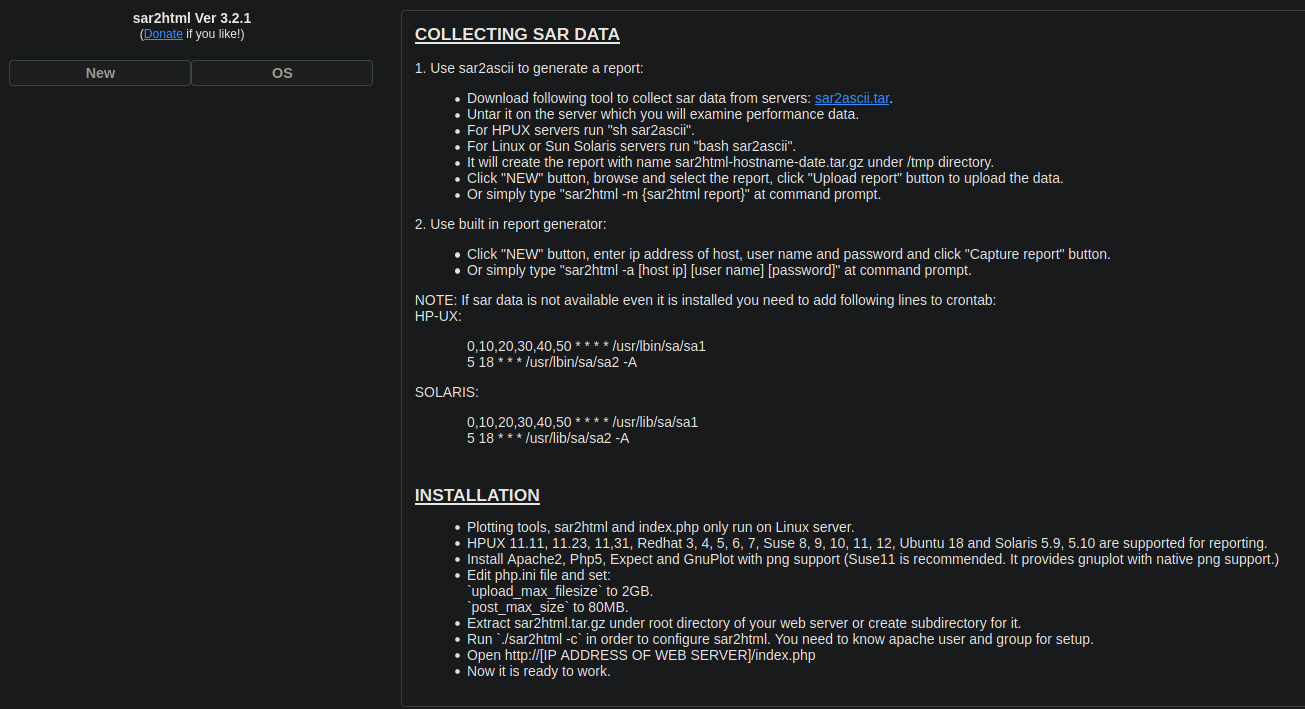 sar2html Ver 3.2.1
(Donate if you like!)
New
OS
COLLECTING SAR DATA
1. Use sar2ascii to generate a report:
Download following tool to collect sar data from servers: sar2ascii.tar.
Untar it on the server which you will examine performance data.
For HPUX servers run "sh sar2ascii".
For Linux or Sun Solaris servers run "bash sar2ascii".
It will create the report with name sar2html-hostname-date.tar.gz under /tmp directory.
Click "NEW" button, browse and select the report, click "Upload report" button to upload the data.
Or simply type "sar2html -m {sar2html report}" at command prompt.
2. Use built in report generator:
Click "NEW" button, enter ip address of host, user name and password and click "Capture report" button.
Or simply type "sar2html -a [host ip] [user name] [password]" at command prompt.
NOTE: If sar data is not available even it is installed you need to add following lines to crontab:
HP-UX:
0,10,20,30,40,50 * * * * /usr/lbin/sa/sa1
5 18 * * * /usr/lbin/sa/sa2 -A
SOLARIS:
0,10,20,30,40,50 * * * * /usr/lib/sa/sa1
5 18 * * * /usr/lib/sa/sa2 -A
INSTALLATION
Plotting tools, sar2html and index.php only run on Linux server.
HPUX 11.11, 11.23, 11,31, Redhat 3, 4, 5, 6, 7, Suse 8, 9, 10, 11, 12, Ubuntu 18 and Solaris 5.9, 5.10 are supported for reporting.
Install Apache2, Php5, Expect and GnuPlot with png support (Suse11 is recommended. It provides gnuplot with native png support.)
Edit php.ini file and set:
`upload_max_filesize` to 2GB.
`post_max_size` to 80MB.
Extract sar2html.tar.gz under root directory of your web server or create subdirectory for it.
Run `./sar2html -c` in order to configure sar2html. You need to know apache user and group for setup.
Open http://[IP ADDRESS OF WEB SERVER]/index.php
Now it is ready to work.